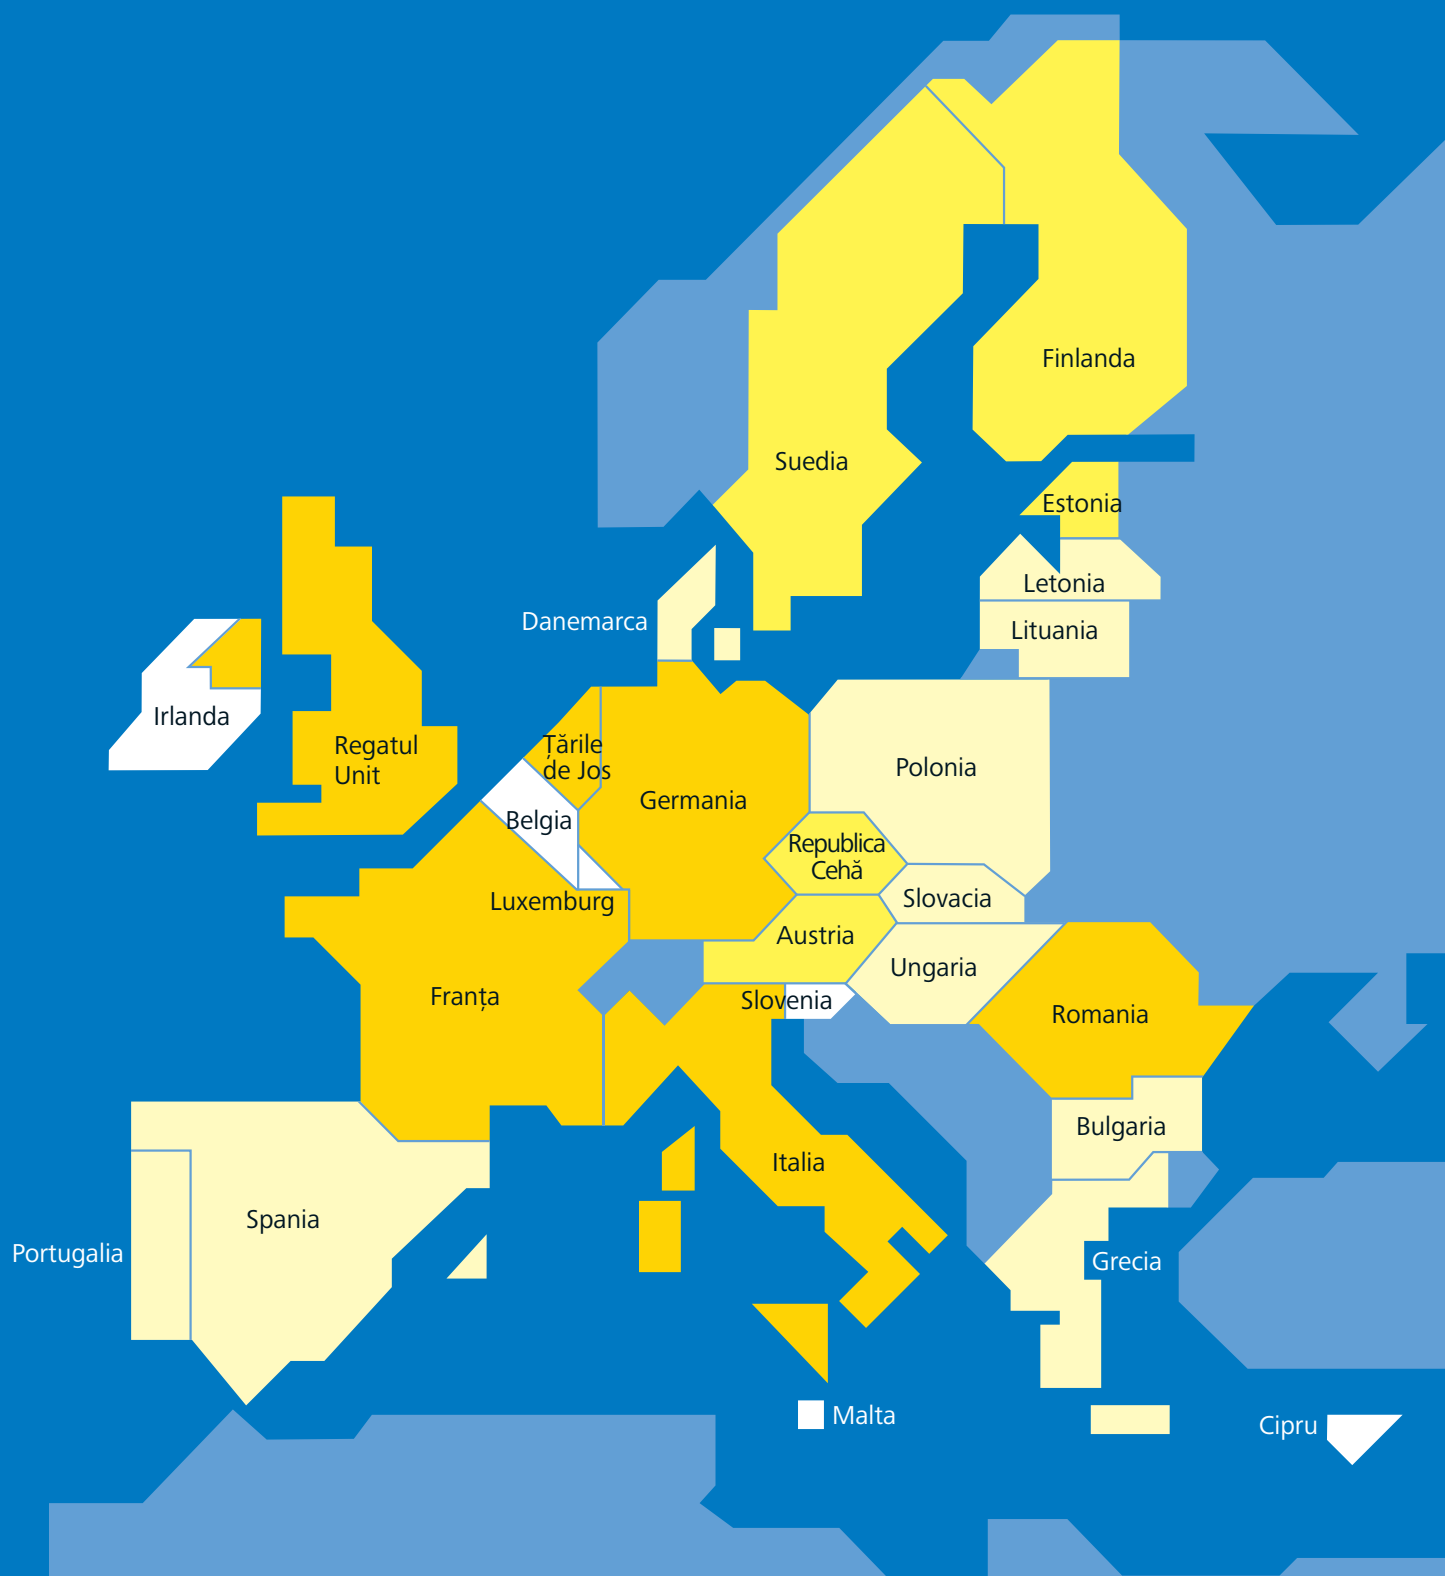 Finlanda
Suedia
Estonia
Letonia
Danemarca
Lituania
Irlanda
Regatul
Unit
Țările
de Jos
Polonia
Germania
Belgia
Republica
Cehă
Luxemburg
Slovacia
Austria
Ungaria
Franța
Slovenia
Romania
Bulgaria
Italia
Spania
Portugalia
Grecia
Malta
Cipru